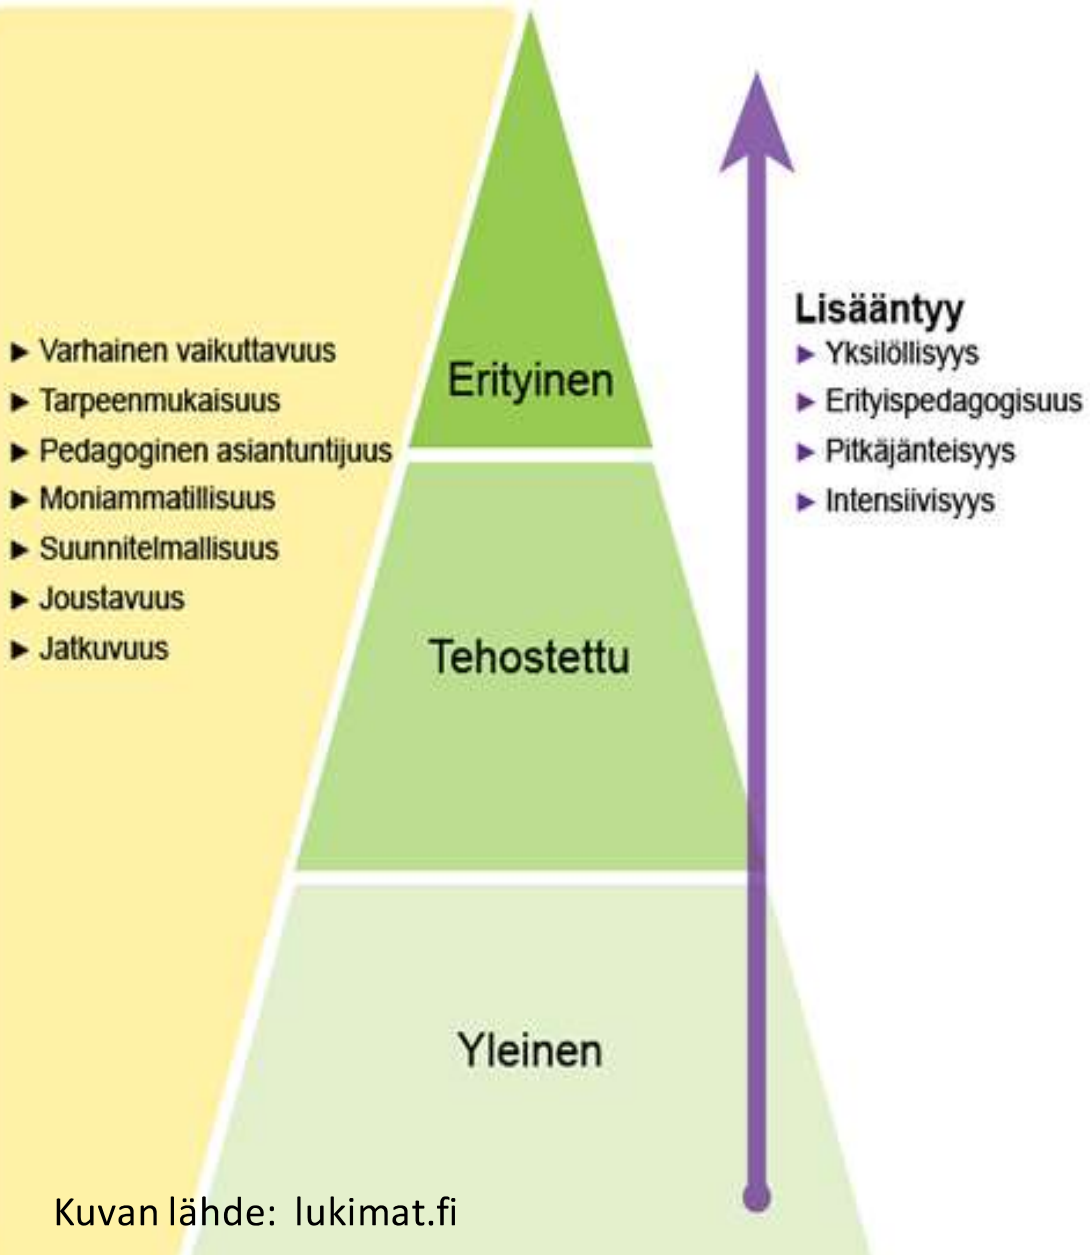 ► Varhainen vaikuttavuus
► Tarpeenmukaisuus
► Pedagoginen asiantuntijuus
► Moniammatillisuus
► Suunnitelmallisuus
► Joustavuus
► Jatkuvuus
Erityinen
Tehostettu
Yleinen
Lisääntyy
► Yksilöllisyys
► Erityispedagogisuus
► Pitkäjänteisyys
► Intensiivisyys
Kuvan lähde: lukimat.fi